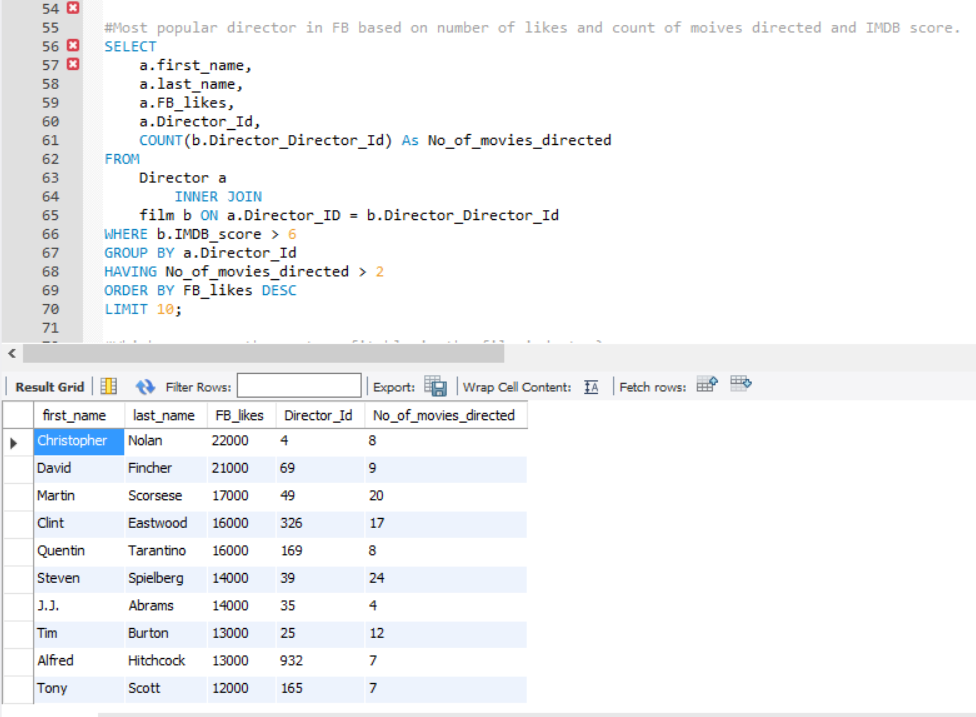 54
55 #Most popular director in FB based on number of likes and count of moives directed and IMDB score.
56 SELECT
57 a.first_name,
58 a.last_name,
59 a.FB_likes,
60 a.Director_Id,
61 COUNT(b.Director_Director_Id) As No_of_movies_directed
62 FROM
63 Director a
64 INNER JOIN
65 film b ON a.Director_ID = b.Director_Director_Id
66 WHERE b.IMDB_score > 6
67 GROUP BY a.Director_Id
68 HAVING No_of_movies_directed > 2
69 ORDER BY FB_likes DESC
70 LIMIT 10;
71
Result Grid Filter Rows: Export: Wrap Cell Content: Fetch rows:
first_name last_name FB_likes Director_Id No_of_movies_directed
Christopher Nolan 22000 4 8
David Fincher 21000 69 9
Martin Scorsese 17000 49 20
Clint Eastwood 16000 326 17
Quentin Tarantino 16000 169 8
Steven Spielberg 14000 39 24
J.J. Abrams 14000 35 4
Tim Burton 13000 25 12
Alfred Hitchcock 13000 932 7
Tony Scott 12000 165 7